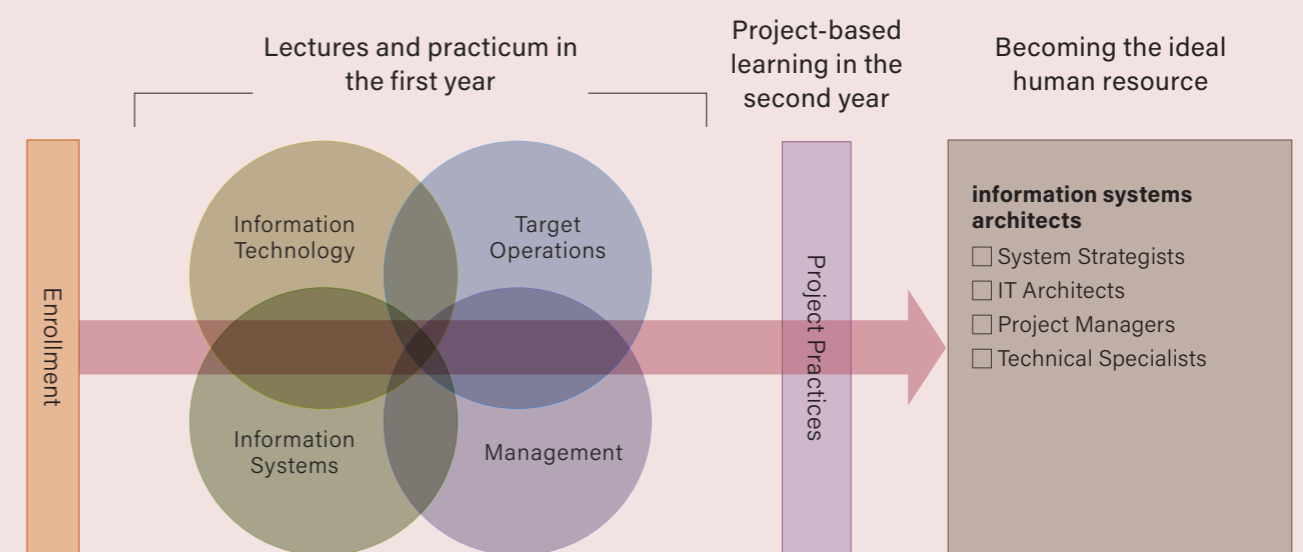 Lectures and practicum in
the first year
Project-based
learning in the
second year
Becoming the ideal
human resource
Enrollment
Information
Technology
Target
Operations
Information
Systems
Management
Project Practices
information systems
architects
□ System Strategists
□ IT Architects
□ Project Managers
□ Technical Specialists